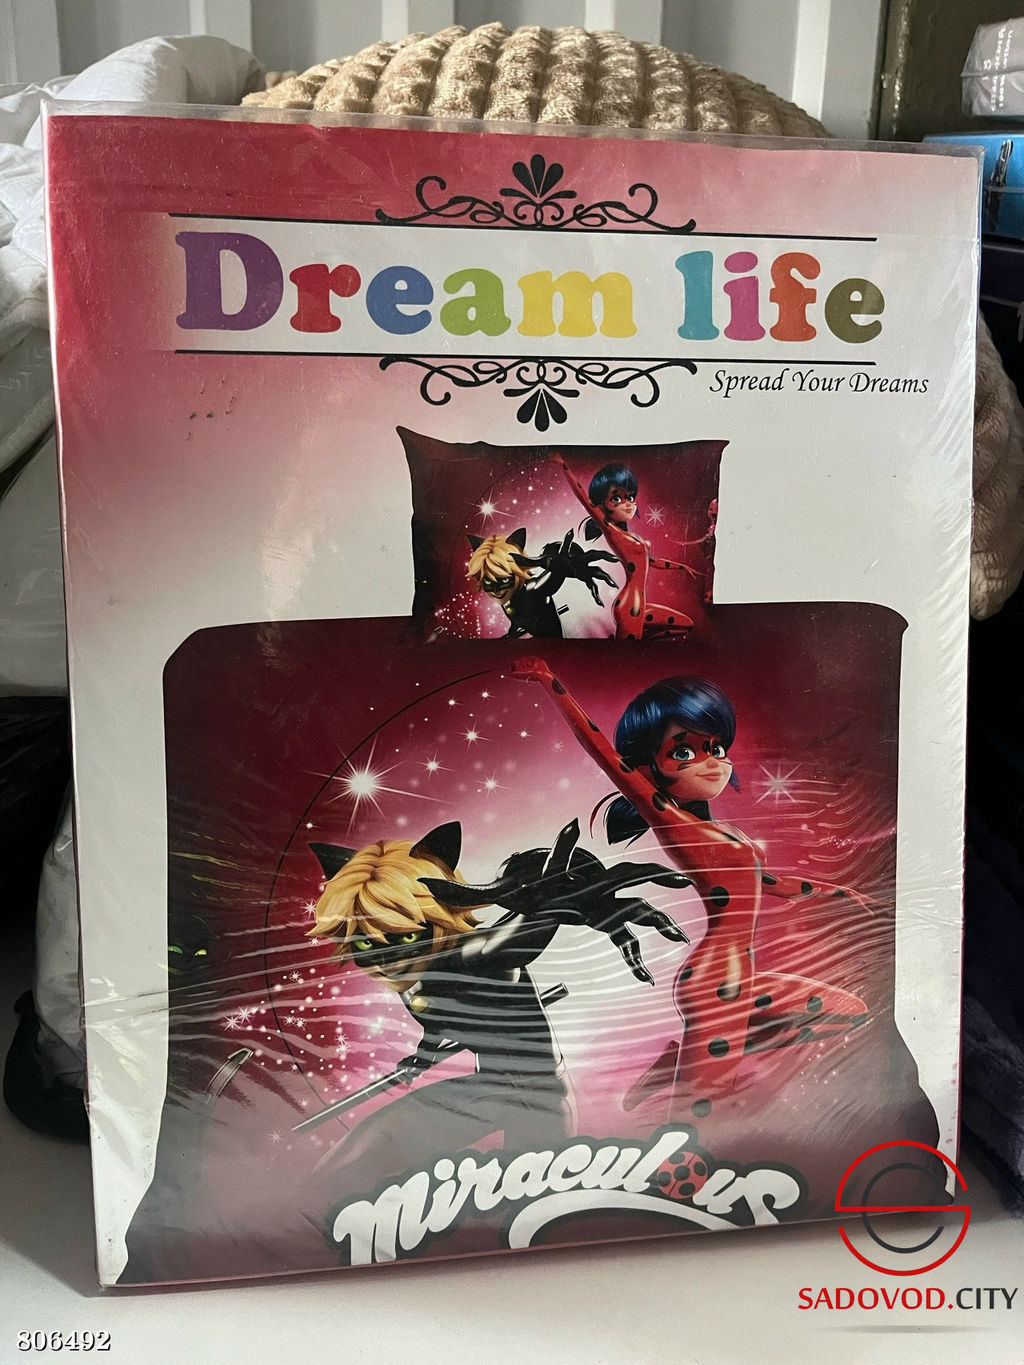 Dream life
Spread Your Dreams
Miraculous
SADOVOD.CITY
806492